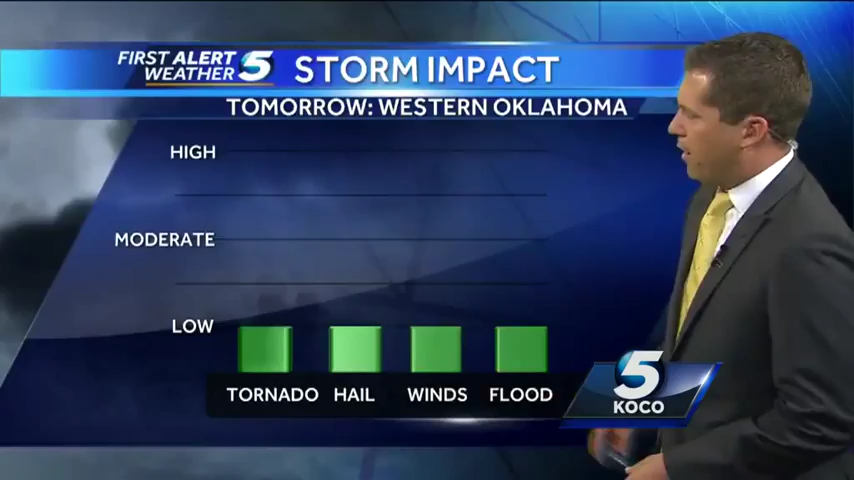 FIRST ALERT
WEATHER 5
STORM IMPACT
TOMORROW: WESTERN OKLAHOMA
HIGH
MODERATE
LOW
TORNADO HAIL WINDS FLOOD
5
KOCO